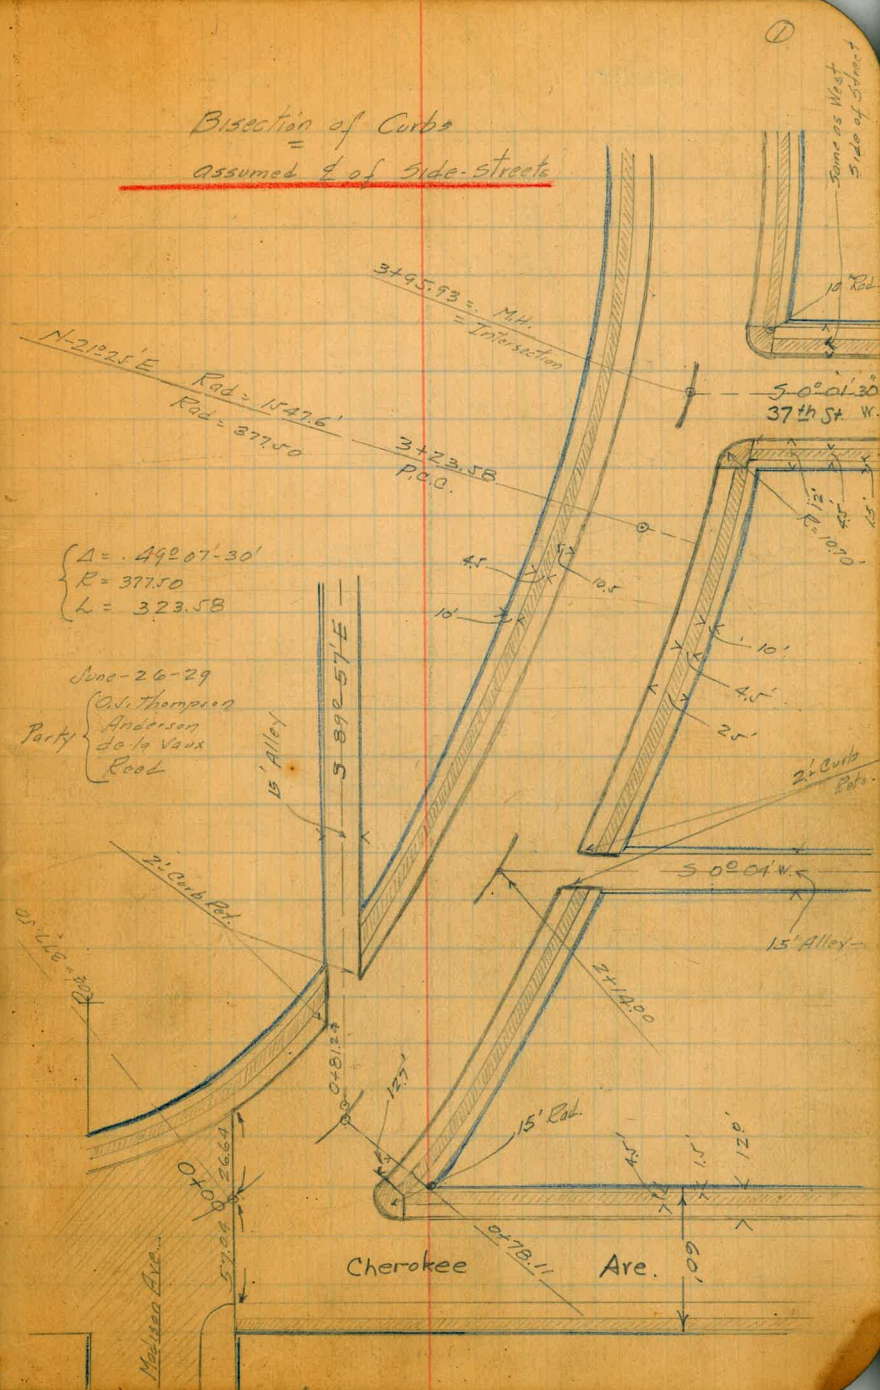 1
Bisection of Curbs
assumed ℄ of Side-Streets
Same as West
Side of Street
3+95.93 = M.H.
= Intersection
10' Rad
N-21°25' E
Rad = 1547.6'
Rad = 377.50
S-0°-01'-30"
37th St. W.
3+23.58
P.C.C.
12'
4.5'
1.5'
R=10.70'
Δ = 49°07'-30'
R = 377.50
L = 323.58
4.5
10.5
10'
10'
4.5'
2.5'
June-26-29
Party
O.J. Thompson
Anderson
de la Vaux
Reed
15' Alley
S 89°57' E
2' Curb
Rets.
2' Curb Ret.
S 0°04' W.
15' Alley
Rad = 377.50
2+14.00
0+81.24
12.7'
15' Rad.
4.5'
1.5'
12.0'
26.64
0+00
57.04
0+78.11
60'
Cherokee Ave.
Madison Ave.